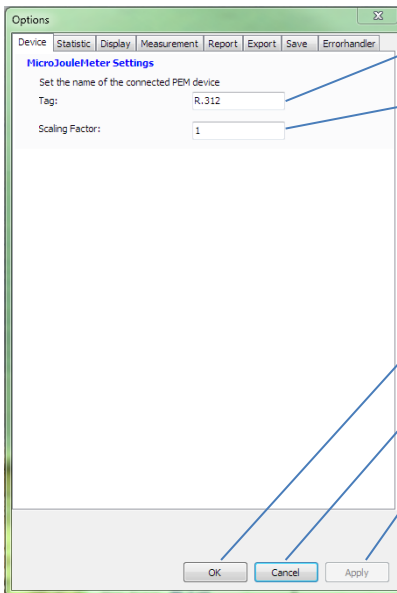 Options
Device Statistic Display Measurement Report Export Save Errorhandler
MicroJouleMeter Settings
Set the name of the connected PEM device
Tag: R.312
Scaling Factor: 1
OK Cancel Apply